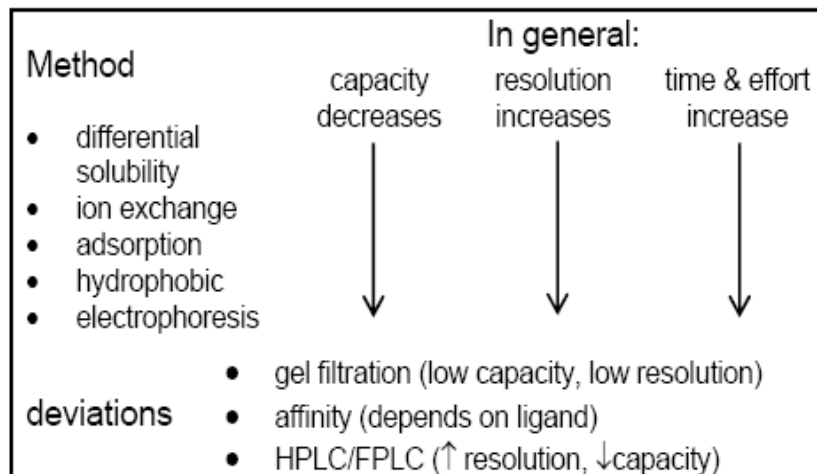 In general:
Method
capacity decreases
resolution increases
time & effort increase
• differential
solubility
• ion exchange
• adsorption
• hydrophobic
• electrophoresis
deviations
• gel filtration (low capacity, low resolution)
• affinity (depends on ligand)
• HPLC/FPLC (↑ resolution, ↓capacity)